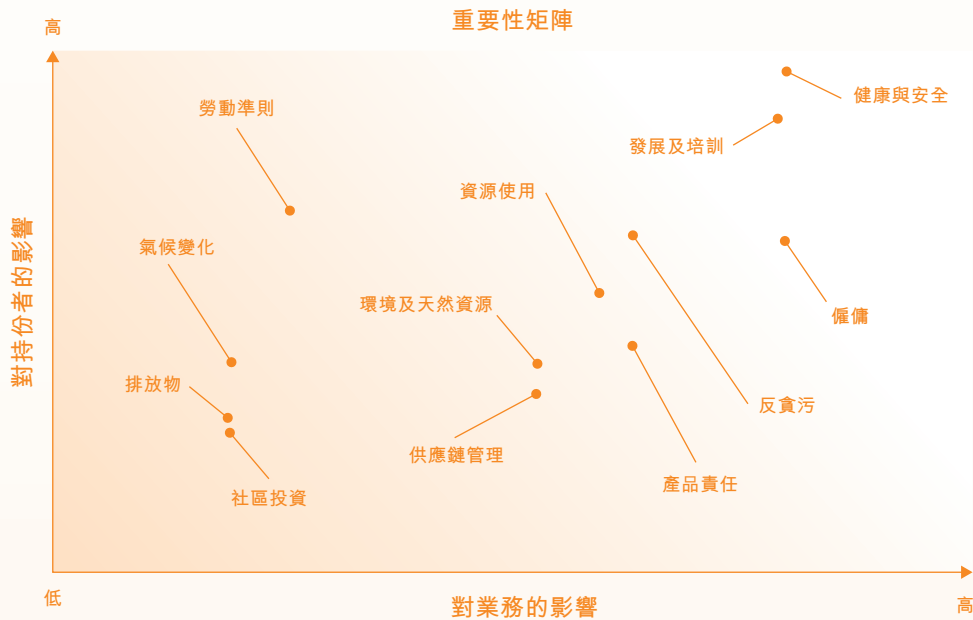 重要性矩陣
高
健康與安全
勞動準則
發展及培訓
資源使用
氣候變化
對持份者的影響
環境及天然資源
僱傭
排放物
反貪污
供應鏈管理
產品責任
社區投資
低
對業務的影響
高